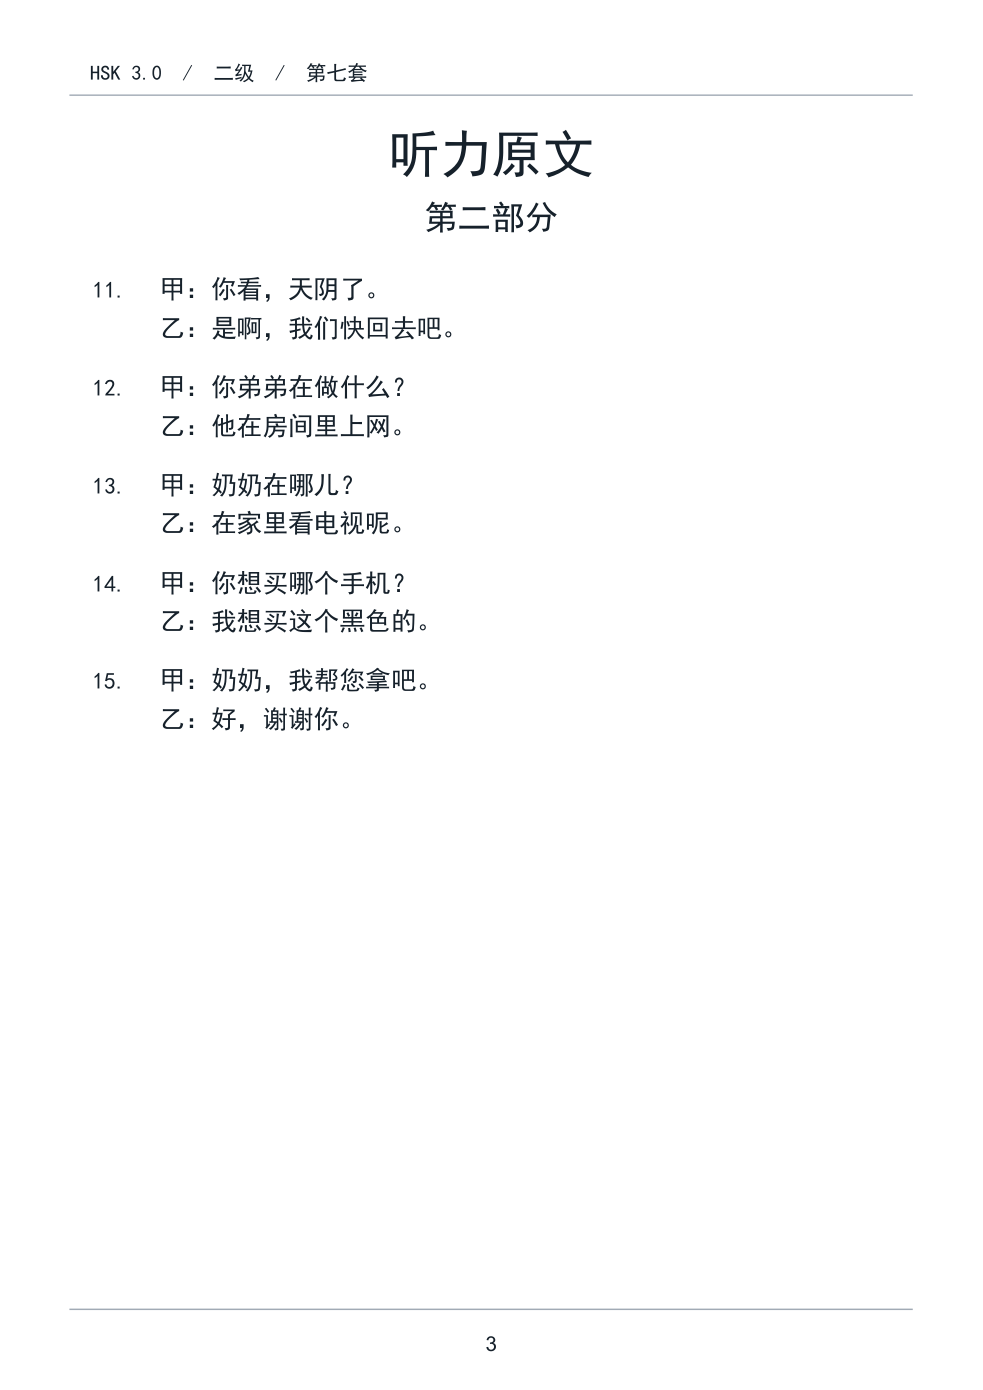 HSK 3.0 / 二级 / 第七套
听力原文
第二部分
11. 甲：你看，天阴了。
乙：是啊，我们快回去吧。
12. 甲：你弟弟在做什么？
乙：他在房间里上网。
13. 甲：奶奶在哪儿？
乙：在家里看电视呢。
14. 甲：你想买哪个手机？
乙：我想买这个黑色的。
15. 甲：奶奶，我帮您拿吧。
乙：好，谢谢你。
3